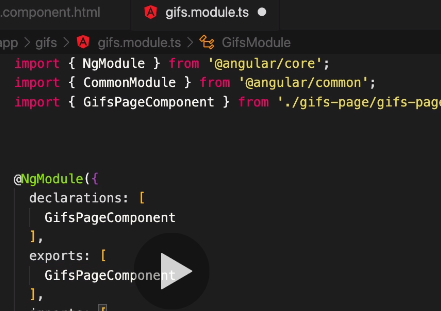 .component.html
gifs.module.ts
app > gifs > gifs.module.ts > GifsModule
import { NgModule } from '@angular/core';
import { CommonModule } from '@angular/common';
import { GifsPageComponent } from './gifs-page/gifs-page
@NgModule({
declarations: [
GifsPageComponent
],
exports: [
GifsPageComponent
],
imports: [